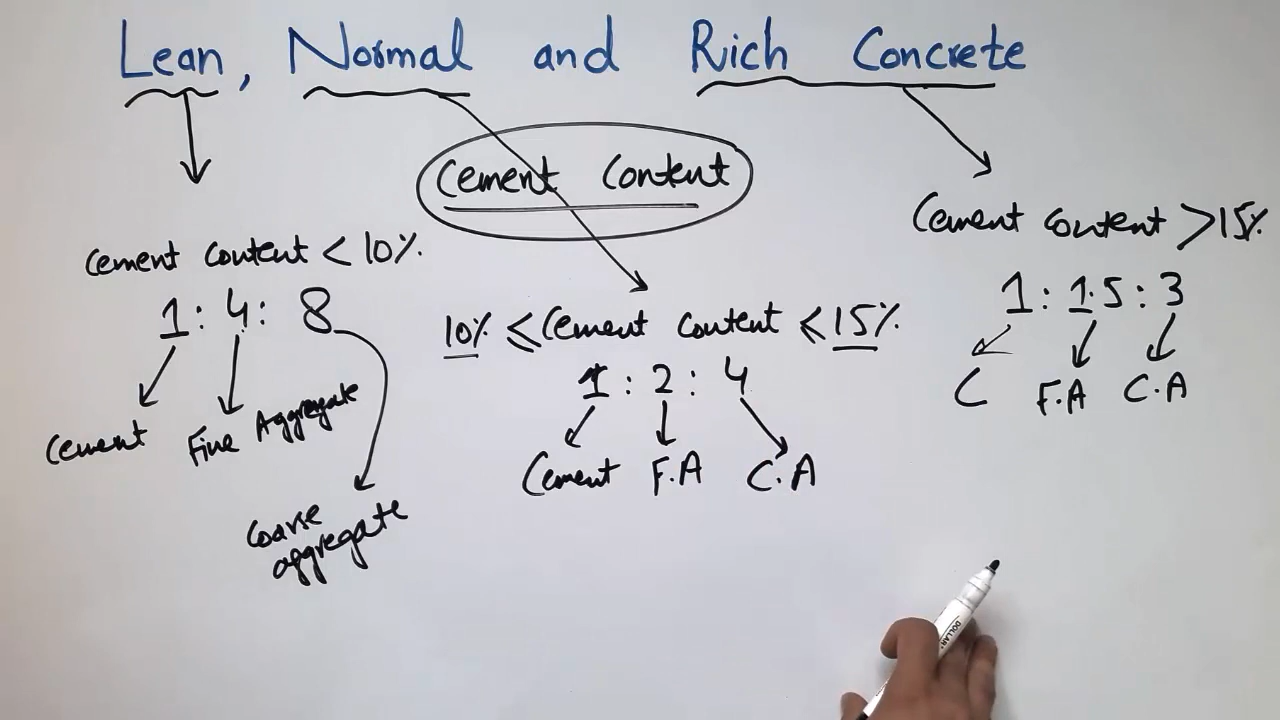 Lean, Normal and Rich Concrete
Cement Content
Cement Content < 10%.
1 : 4 : 8
Cement
Fine Aggregate
Coarse
aggregate
10% ≤ Cement Content ≤ 15%.
1 : 2 : 4
Cement F.A C.A
Cement Content > 15%.
1 : 1.5 : 3
C F.A C.A
DOLLAR